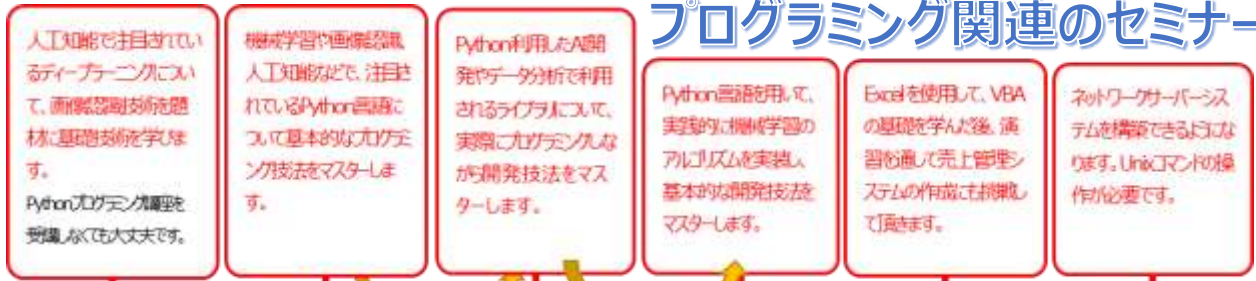 プログラミング関連のセミナー
人工知能で注目されてい
るディープラーニングについ
て、画像認識技術を題
材に基礎技術を学びま
す。
Pythonプログラミング講座を
受講しなくても大丈夫です。
機械学習や画像認識、
人工知能などで、注目さ
れているPython言語に
ついて基本的なプログラミ
ング技法をマスターしま
す。
Python利用したAI開
発やデータ分析で利用
されるライブラリについて、
実際にプログラミングしな
がら開発技法をマス
ターします。
Python言語を用いて、
実践的に機械学習の
アルゴリズムを実装し
基本的な開発技法を
マスターします。
Excelを使用して、VBA
の基礎を学んだ後、演
習を通して売上管理シ
ステムの作成にも挑戦し
て頂きます。
ネットワークサーバーシス
テムを構築できるようにな
ります。Unixコマンドの操
作が必要です。